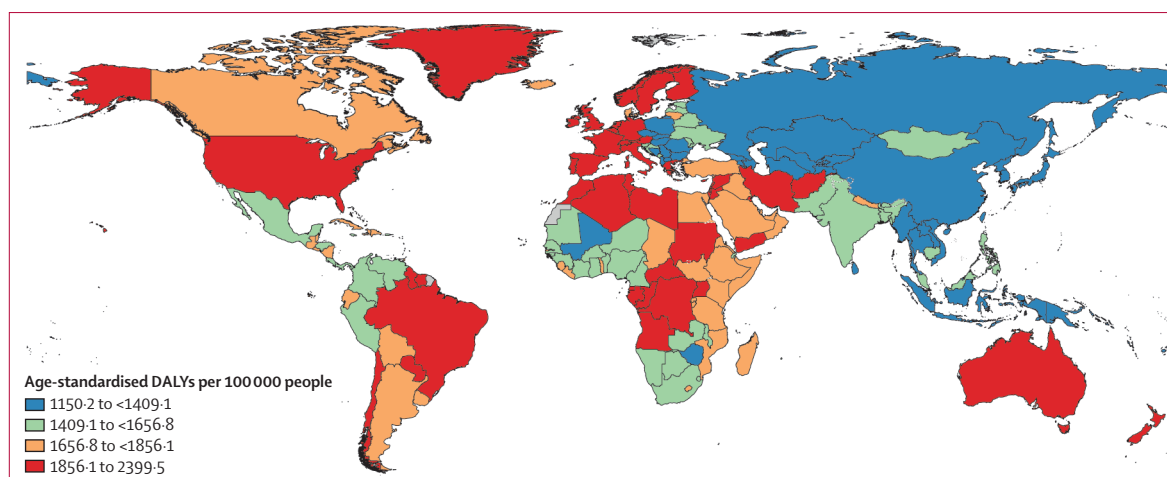 Age-standardised DALYs per 100 000 people
1150·2 to <1409·1
1409·1 to <1656·8
1656·8 to <1856·1
1856·1 to 2399·5